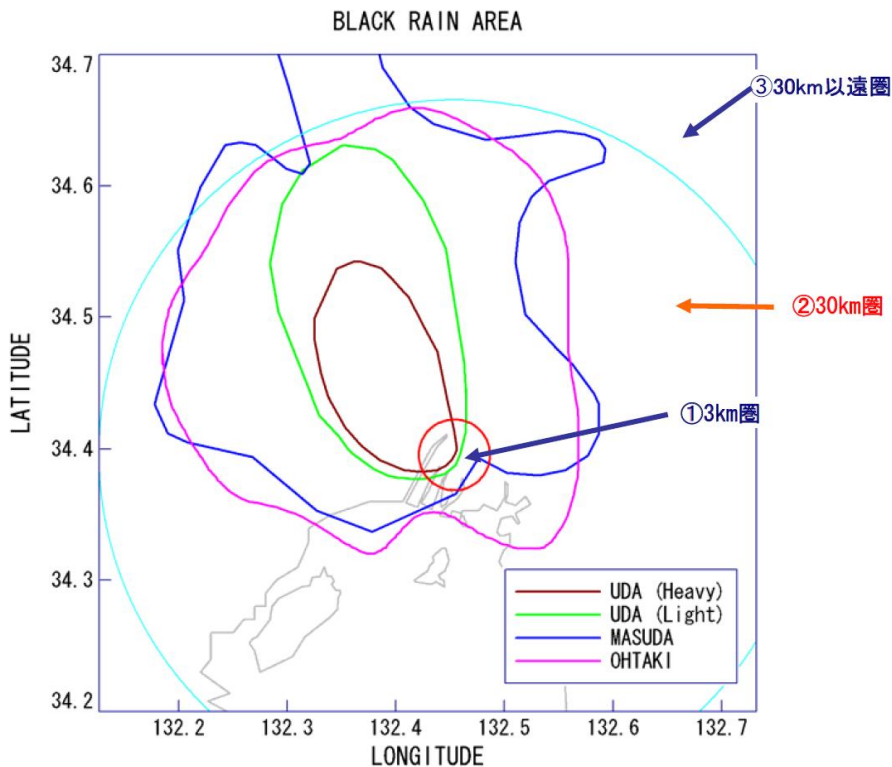 BLACK RAIN AREA
34.7
34.6
34.5
34.4
34.3
34.2
LATITUDE
132.2 132.3 132.4 132.5 132.6 132.7
LONGITUDE
③30km以遠圏
②30km圏
①3km圏
UDA (Heavy)
UDA (Light)
MASUDA
OHTAKI